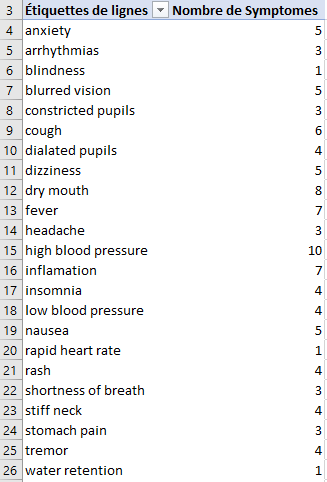 3 Étiquettes de lignes Nombre de Symptomes
4 anxiety 5
5 arrhythmias 3
6 blindness 1
7 blurred vision 5
8 constricted pupils 3
9 cough 6
10 dialated pupils 4
11 dizziness 5
12 dry mouth 8
13 fever 7
14 headache 3
15 high blood pressure 10
16 inflamation 7
17 insomnia 4
18 low blood pressure 4
19 nausea 5
20 rapid heart rate 1
21 rash 4
22 shortness of breath 3
23 stiff neck 4
24 stomach pain 3
25 tremor 4
26 water retention 1